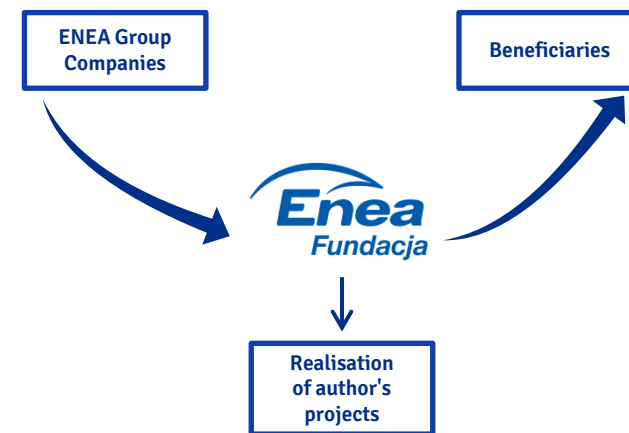 ENEA Group
Companies
Beneficiaries
Enea
Fundacja
Realisation
of author's
projects